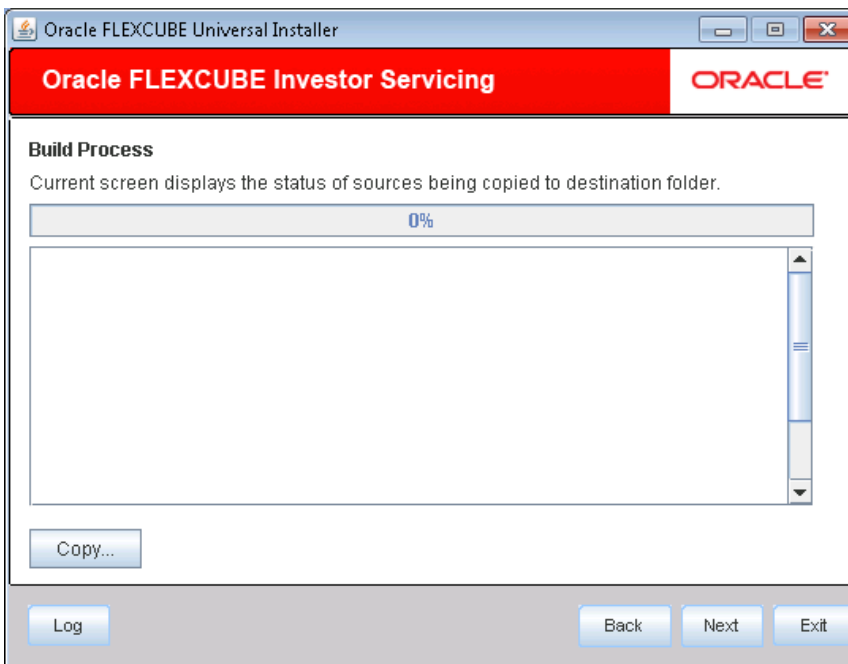 Oracle FLEXCUBE Universal Installer
Oracle FLEXCUBE Investor Servicing
ORACLE
Build Process
Current screen displays the status of sources being copied to destination folder.
0%
Copy...
Log
Back
Next
Exit